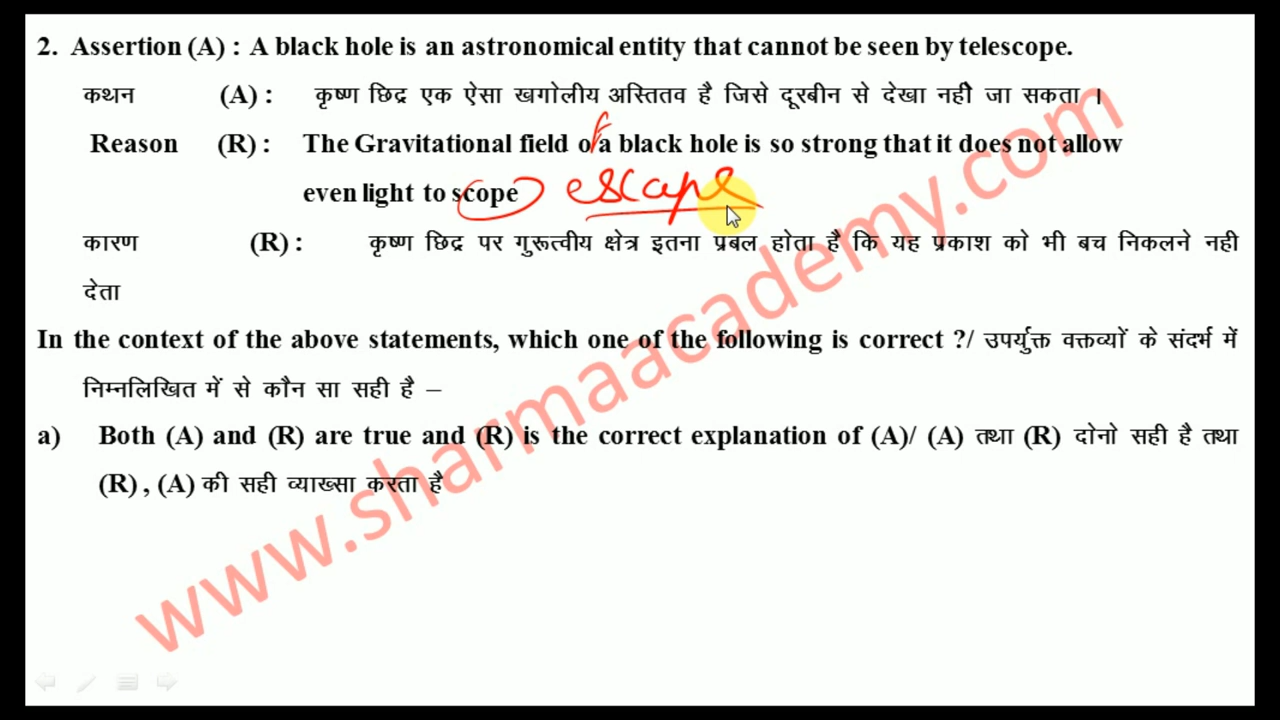 2. Assertion (A) : A black hole is an astronomical entity that cannot be seen by telescope.
कथन (A) : कृष्ण छिद्र एक ऐसा खगोलीय अस्तितव है जिसे दूरबीन से देखा नहीं जा सकता ।
Reason (R) : The Gravitational field of a black hole is so strong that it does not allow
even light to scope escape
कारण (R) : कृष्ण छिद्र पर गुरूत्वीय क्षेत्र इतना प्रबल होता है कि यह प्रकाश को भी बच निकलने नही
देता
In the context of the above statements, which one of the following is correct ?/ उपर्युक्त वक्तव्यों के संदर्भ में
निम्नलिखित में से कौन सा सही है –
a) Both (A) and (R) are true and (R) is the correct explanation of (A)/ (A) तथा (R) दोनो सही है तथा
(R) , (A) की सही व्याख्सा करता है
www.sharmaacademy.com